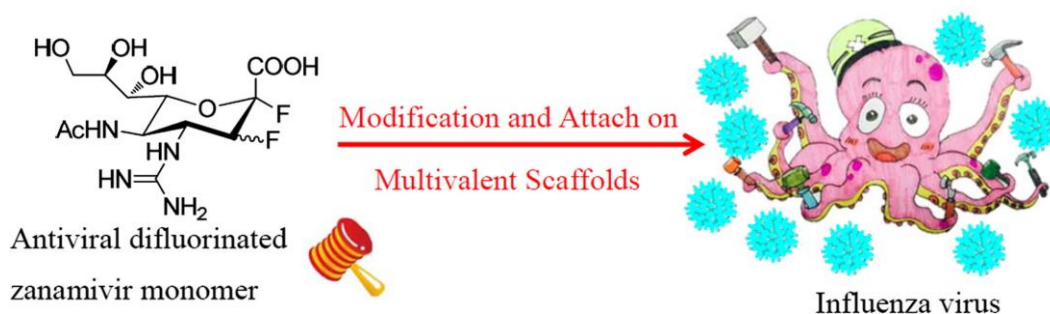 HO
OH
OH
COOH
O
F
F
AcHN
HN
HN
NH2
Antiviral difluorinated
zanamivir monomer
Modification and Attach on
Multivalent Scaffolds
Influenza virus